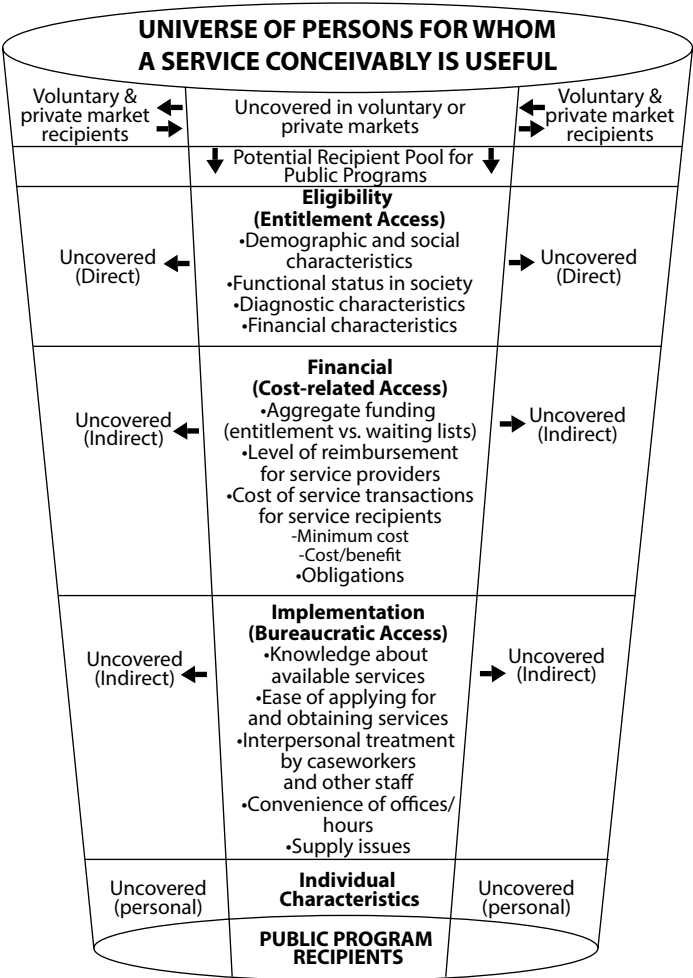 UNIVERSE OF PERSONS FOR WHOM
A SERVICE CONCEIVABLY IS USEFUL
Voluntary &
private market
recipients
Uncovered in voluntary or
private markets
Voluntary &
private market
recipients
Potential Recipient Pool for
Public Programs
Eligibility
(Entitlement Access)
•Demographic and social
characteristics
•Functional status in society
•Diagnostic characteristics
•Financial characteristics
Uncovered
(Direct)
Uncovered
(Direct)
Financial
(Cost-related Access)
•Aggregate funding
(entitlement vs. waiting lists)
•Level of reimbursement
for service providers
•Cost of service transactions
for service recipients
-Minimum cost
-Cost/benefit
•Obligations
Uncovered
(Indirect)
Uncovered
(Indirect)
Implementation
(Bureaucratic Access)
•Knowledge about
available services
•Ease of applying for
and obtaining services
•Interpersonal treatment
by caseworkers
and other staff
•Convenience of offices/
hours
•Supply issues
Uncovered
(Indirect)
Uncovered
(Indirect)
Uncovered
(personal)
Individual
Characteristics
Uncovered
(personal)
PUBLIC PROGRAM
RECIPIENTS